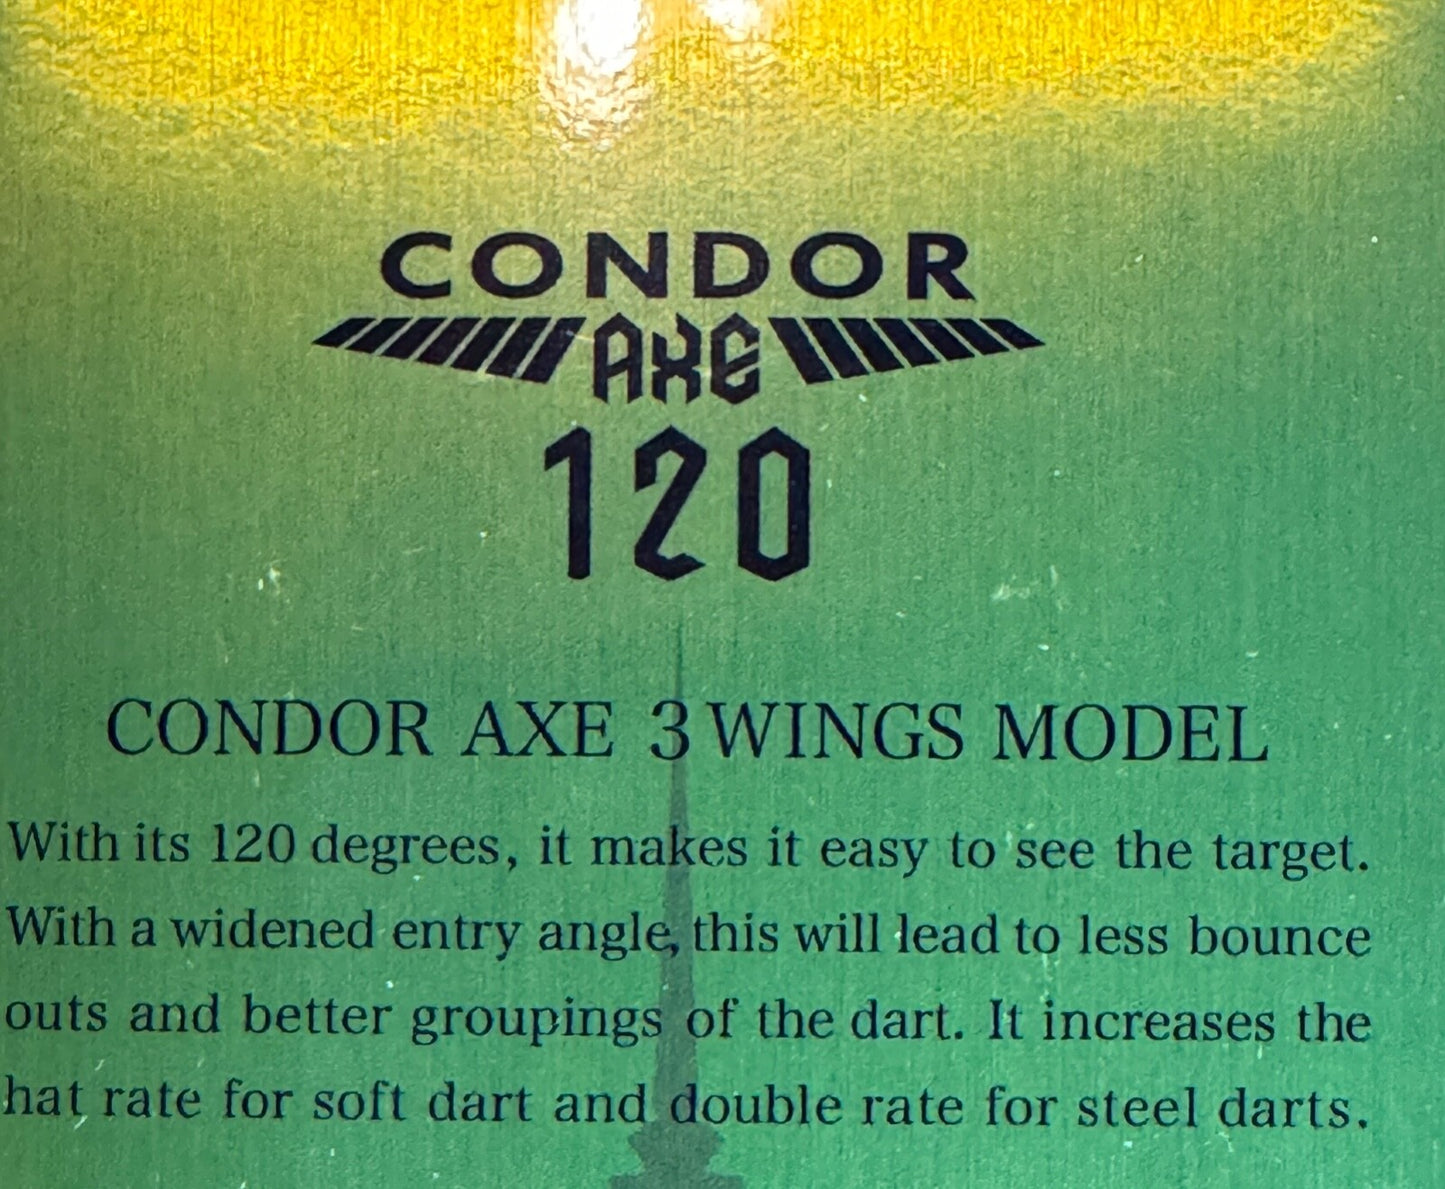 CONDOR
AXE
120
CONDOR AXE 3 WINGS MODEL
With its 120 degrees, it makes it easy to see the target.
With a widened entry angle, this will lead to less bounce
outs and better groupings of the dart. It increases the
hat rate for soft dart and double rate for steel darts.